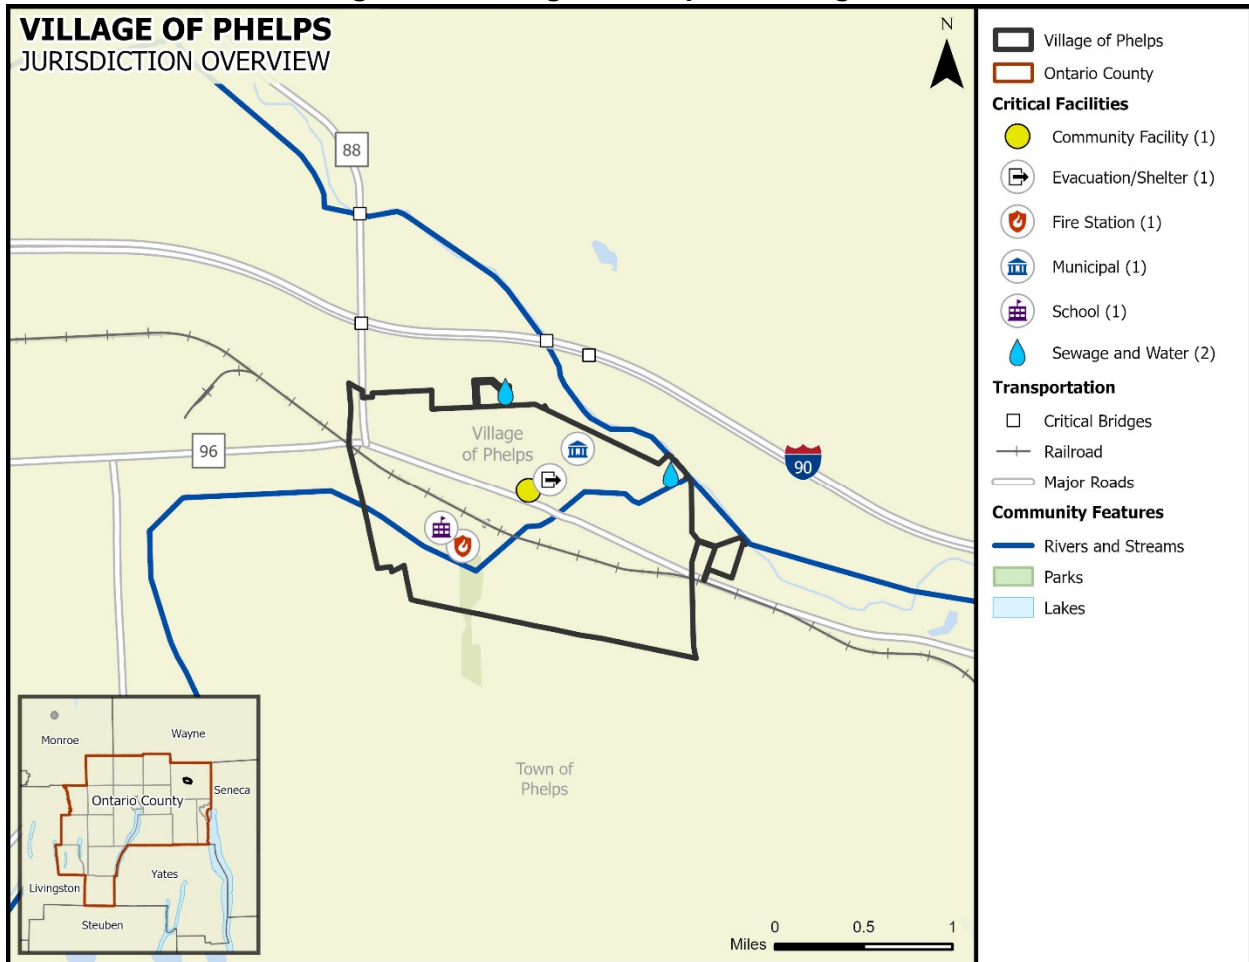 VILLAGE OF PHELPS
JURISDICTION OVERVIEW
N
88
96
90
Village
of Phelps
Town of
Phelps
Monroe
Wayne
Ontario County
Seneca
Livingston
Yates
Steuben
0 0.5 1
Miles
Village of Phelps
Ontario County
Critical Facilities
Community Facility (1)
Evacuation/Shelter (1)
Fire Station (1)
Municipal (1)
School (1)
Sewage and Water (2)
Transportation
Critical Bridges
Railroad
Major Roads
Community Features
Rivers and Streams
Parks
Lakes